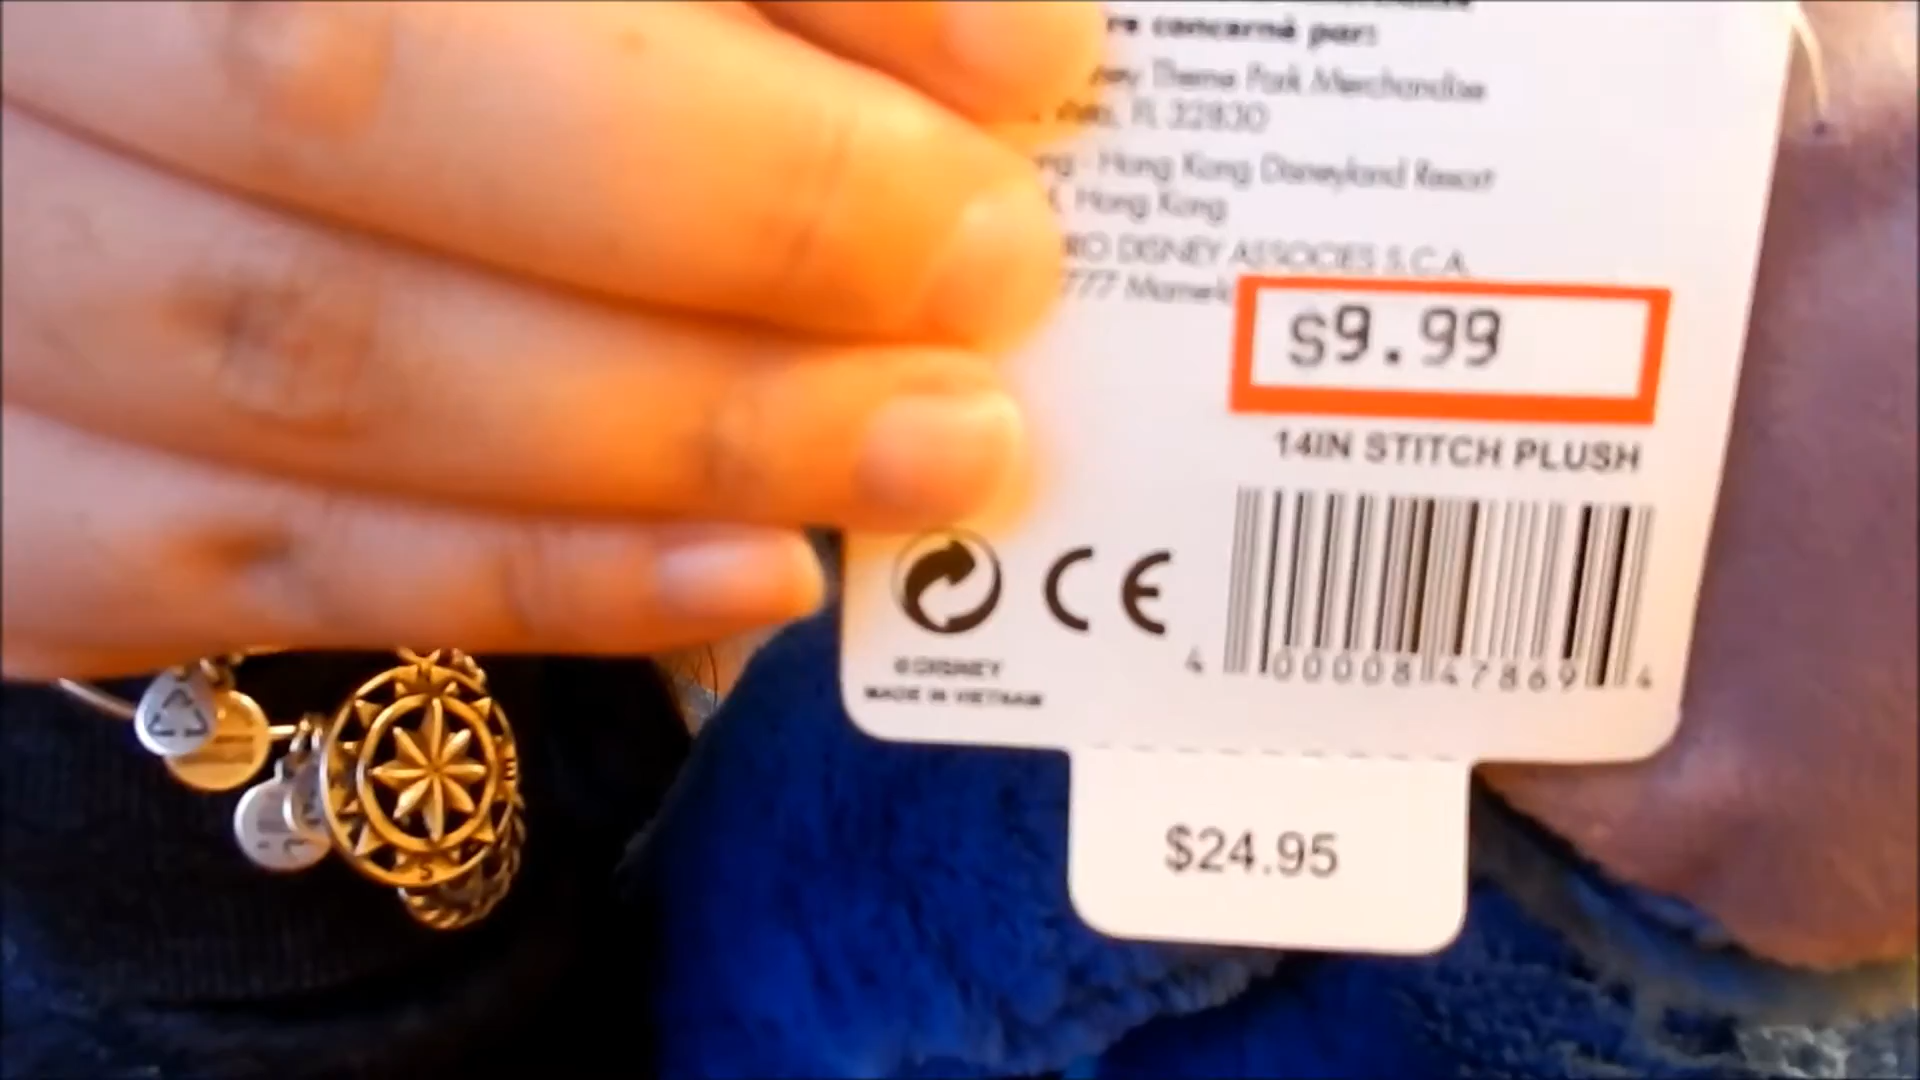 re concerné par:
Theme Park Merchandise
FL 32830
Hong Kong Disneyland Resort
Hong Kong
DISNEY ASSOCIES S.C.A.
777
$9.99
14IN STITCH PLUSH
CE
4 00008 47869 4
©DISNEY
MADE IN VIETNAM
$24.95
N
E
S